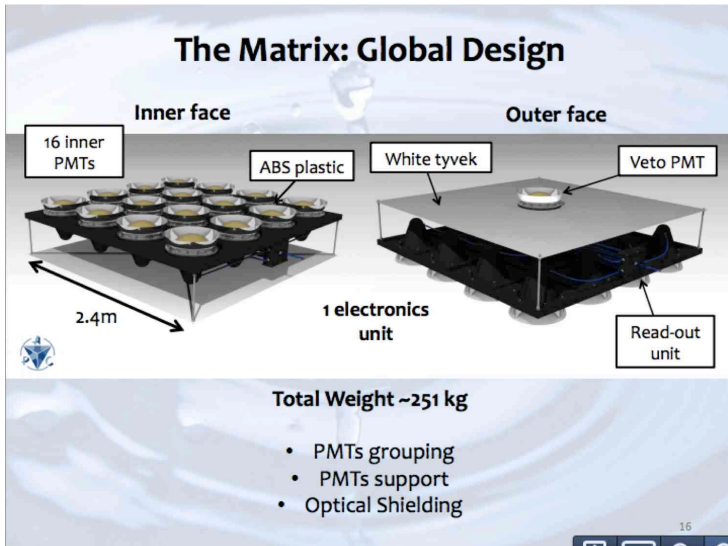 The Matrix: Global Design
Inner face
Outer face
16 inner
PMTs
ABS plastic
White tyvek
Veto PMT
2.4m
1 electronics
unit
Read-out
unit
Total Weight ~251 kg
• PMTs grouping
• PMTs support
• Optical Shielding
16